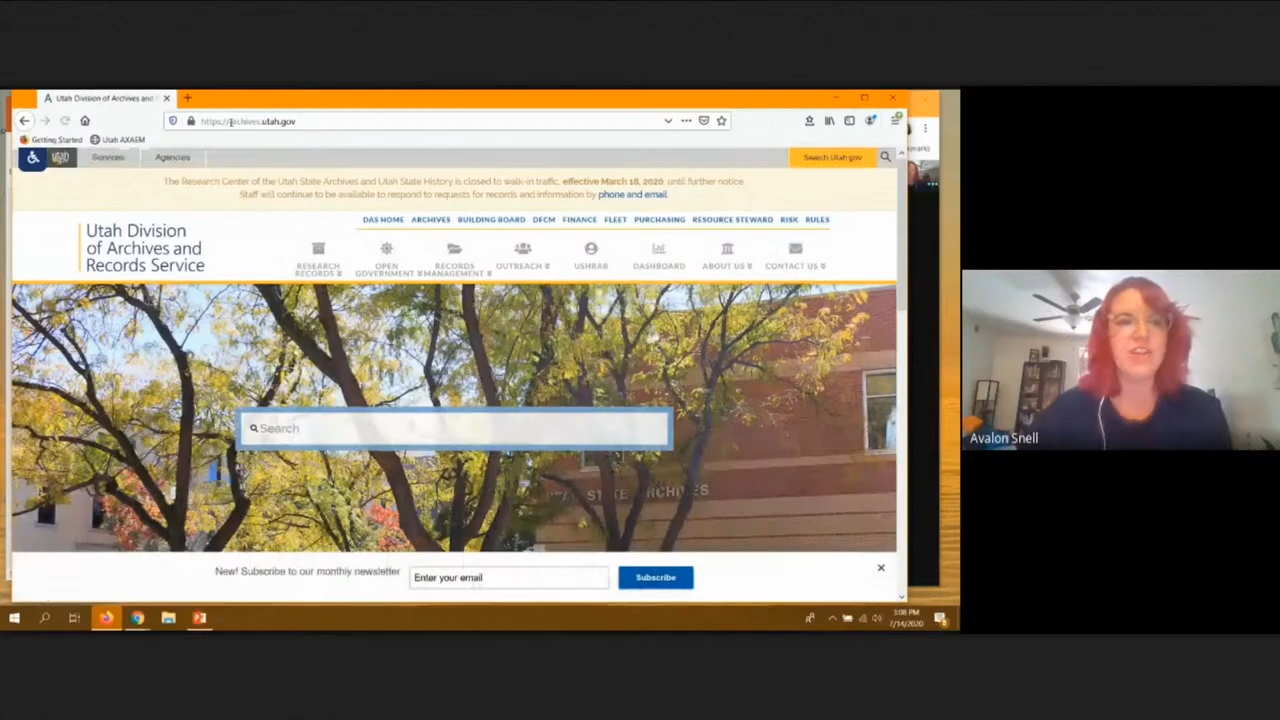 Utah Division of Archives and
https://archives.utah.gov
Getting Started Utah AXAEM
Services Agencies Search Utah.gov
The Research Center of the Utah State Archives and Utah State History is closed to walk-in traffic, effective March 18, 2020, until further notice.
Staff will continue to be available to respond to requests for records and information by phone and email.
DAS HOME ARCHIVES BUILDING BOARD DFCM FINANCE FLEET PURCHASING RESOURCE STEWARD RISK RULES
Utah Division
of Archives and
Records Service
RESEARCH RECORDS
OPEN GOVERNMENT
RECORDS MANAGEMENT
OUTREACH
USHRAB
DASHBOARD
ABOUT US
CONTACT US
Search
STATE ARCHIVES
New! Subscribe to our monthly newsletter Enter your email Subscribe
Avalon Snell
3:08 PM
7/14/2020